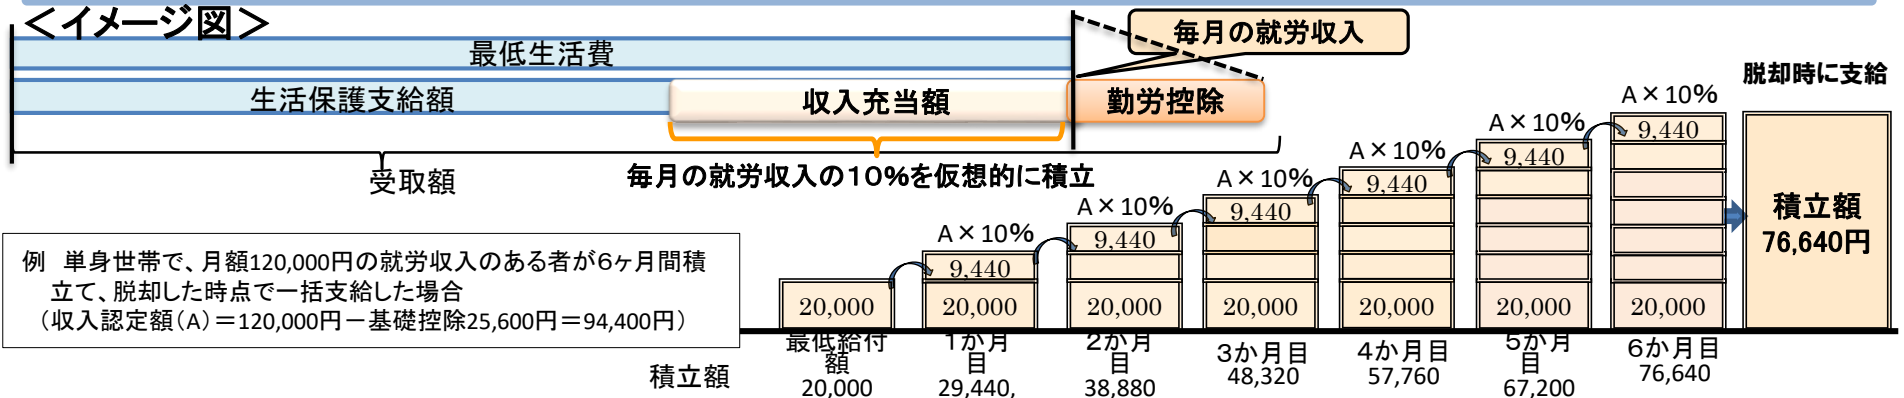 ＜イメージ図＞
最低生活費
毎月の就労収入
生活保護支給額
収入充当額
勤労控除
受取額
毎月の就労収入の１０％を仮想的に積立
例　単身世帯で、月額120,000円の就労収入のある者が６ヶ月間積
立て、脱却した時点で一括支給した場合
（収入認定額（A）＝120,000円－基礎控除25,600円＝94,400円）
脱却時に支給
A×10%
A×10%
A×10%
A×10%
A×10%
A×10%
9,440
9,440
9,440
9,440
9,440
9,440
20,000
20,000
20,000
20,000
20,000
20,000
20,000
積立額
76,640円
積立額
最低給付
額
20,000
１か月
目
29,440,
２か月
目
38,880
３か月目
48,320
４か月目
57,760
５か月
目
67,200
６か月目
76,640